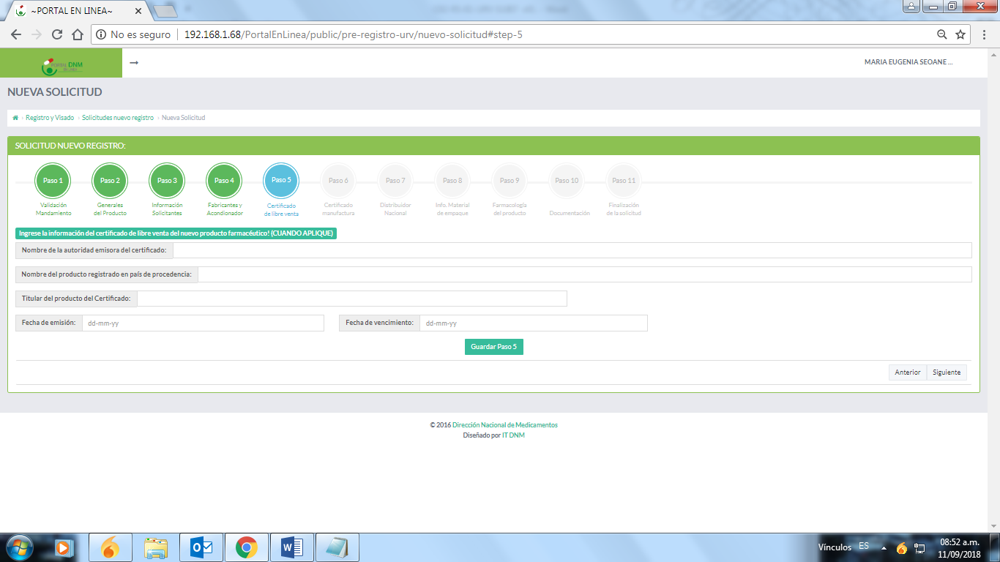 ~PORTAL EN LINEA~
No es seguro
192.168.1.68/PortalEnLinea/public/pre-registro-urv/nuevo-solicitud#step-5
PORTAL DNM
MARIA EUGENIA SEOANE ...
NUEVA SOLICITUD
Registro y Visado › Solicitudes nuevo registro › Nueva Solicitud
SOLICITUD NUEVO REGISTRO:
Paso 1 Paso 2 Paso 3 Paso 4 Paso 5 Paso 6 Paso 7 Paso 8 Paso 9 Paso 10 Paso 11
Validación Generales Información Fabricantes y Certificado Certificado Distribuidor Info. Material Farmacología Finalización
Mandamiento del Producto Solicitantes Acondionador de libre venta manufactura Nacional de empaque del producto Documentación de la solicitud
Ingrese la información del certificado de libre venta del nuevo producto farmacéutico! (CUANDO APLIQUE)
Nombre de la autoridad emisora del certificado:
Nombre del producto registrado en país de procedencia:
Titular del producto del Certificado:
Fecha de emisión: dd-mm-yy Fecha de vencimiento: dd-mm-yy
Guardar Paso 5
Anterior Siguiente
© 2016 Dirección Nacional de Medicamentos
Diseñado por IT DNM
Vínculos ES 08:52 a.m.
11/09/2018